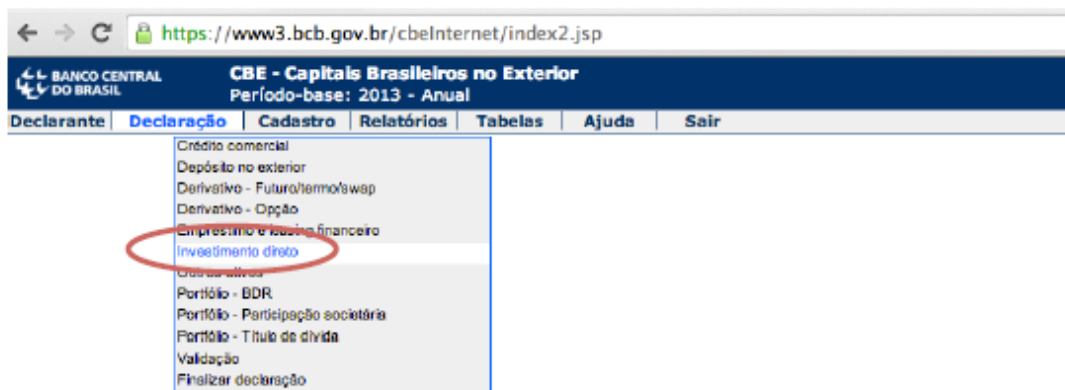 https://www3.bcb.gov.br/cbeInternet/index2.jsp
BANCO CENTRAL DO BRASIL
CBE - Capitais Brasileiros no Exterior
Período-base: 2013 - Anual
Declarante Declaração Cadastro Relatórios Tabelas Ajuda Sair
Crédito comercial
Depósito no exterior
Derivativo - Futuro/termo/swap
Derivativo - Opção
Empréstimo e leasing financeiro
Investimento direto
Outros ativos
Portfólio - BDR
Portfólio - Participação societária
Portfólio - Título de dívida
Validação
Finalizar declaração